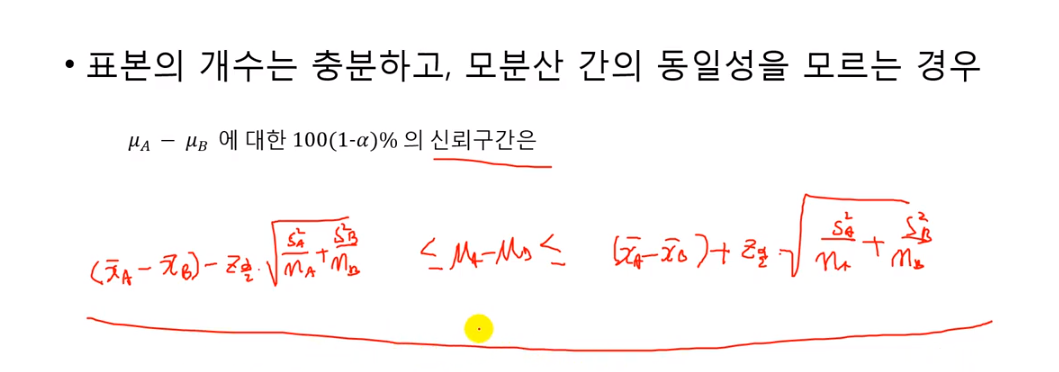 • 표본의 개수는 충분하고, 모분산 간의 동일성을 모르는 경우
μ_A − μ_B 에 대한 100(1-α)% 의 신뢰구간은
(x̄_A − x̄_B) − z_{α/2}·√(S_A²/n_A + S_B²/n_B) ≤ μ_A − μ_B ≤ (x̄_A − x̄_B) + z_{α/2}·√(S_A²/n_A + S_B²/n_B)